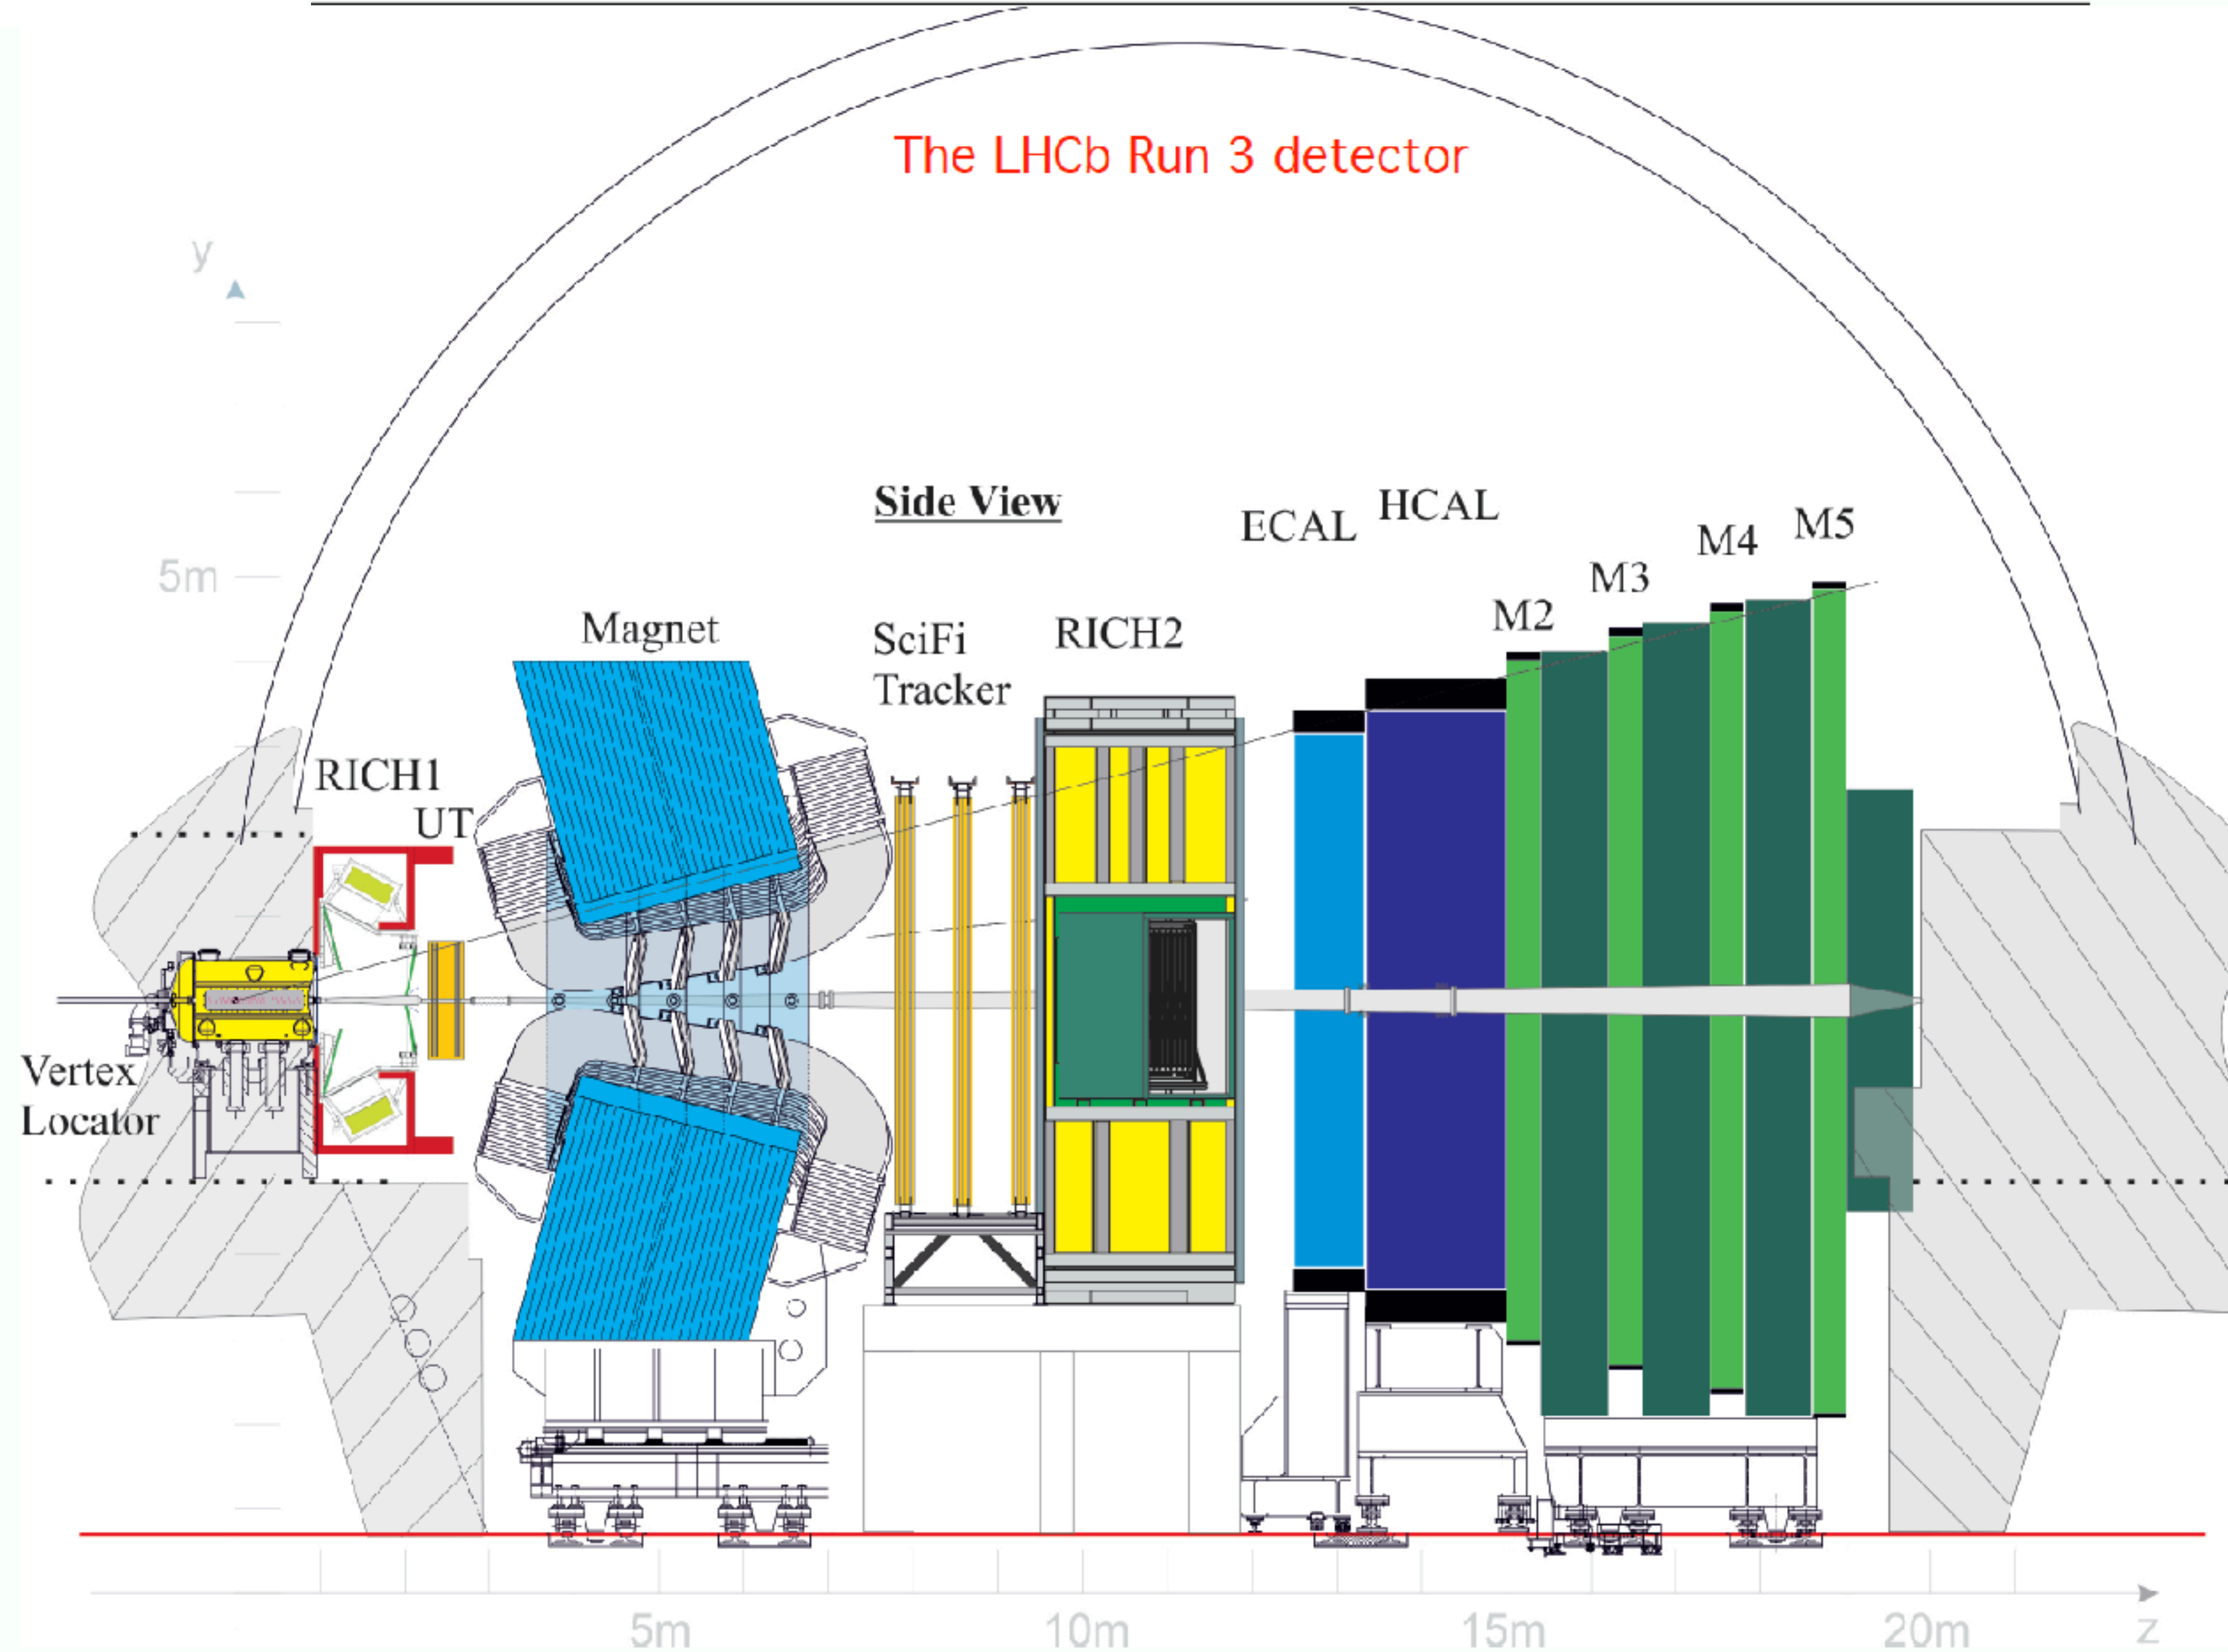 The LHCb Run 3 detector
y
Side View
HCAL
ECAL
M5
M4
5m
M3
M2
Magnet
SciFi
Tracker
RICH2
RICH1
UT
Vertex
Locator
5m
10m
15m
20m
z